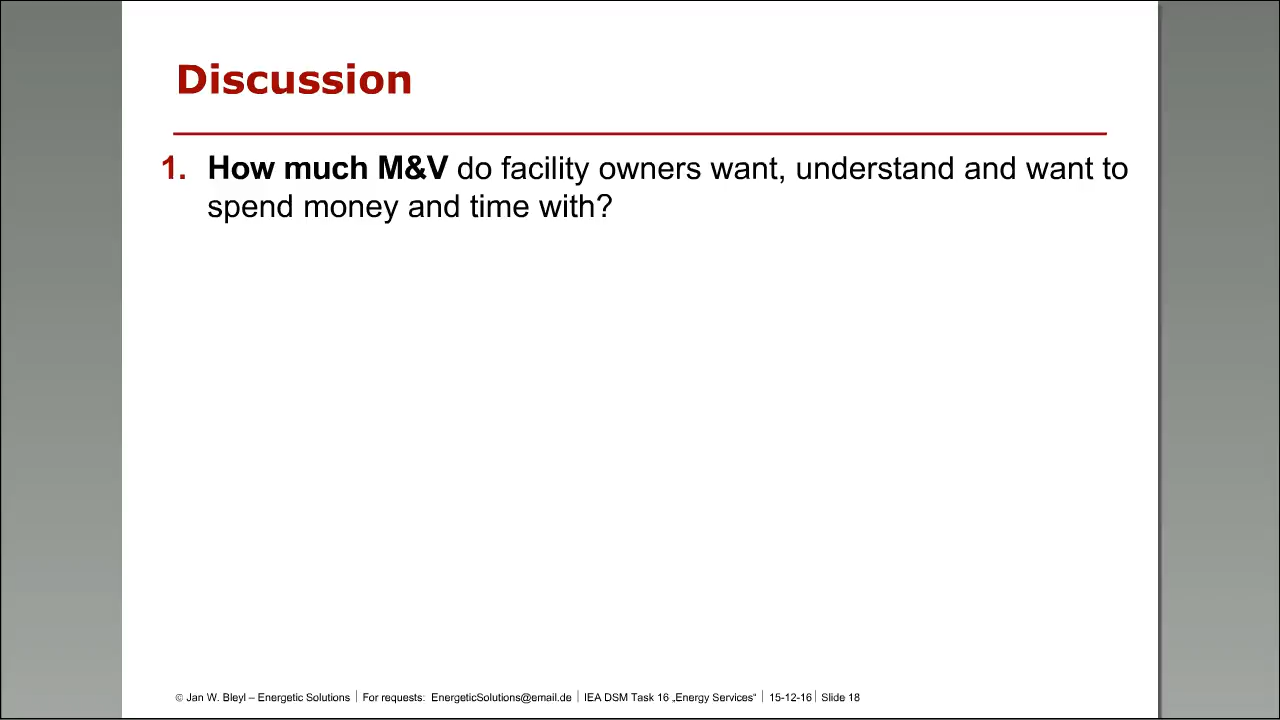 Discussion
1. How much M&V do facility owners want, understand and want to
spend money and time with?
© Jan W. Bleyl – Energetic Solutions | For requests: EnergeticSolutions@email.de | IEA DSM Task 16 „Energy Services“ | 15-12-16 | Slide 18